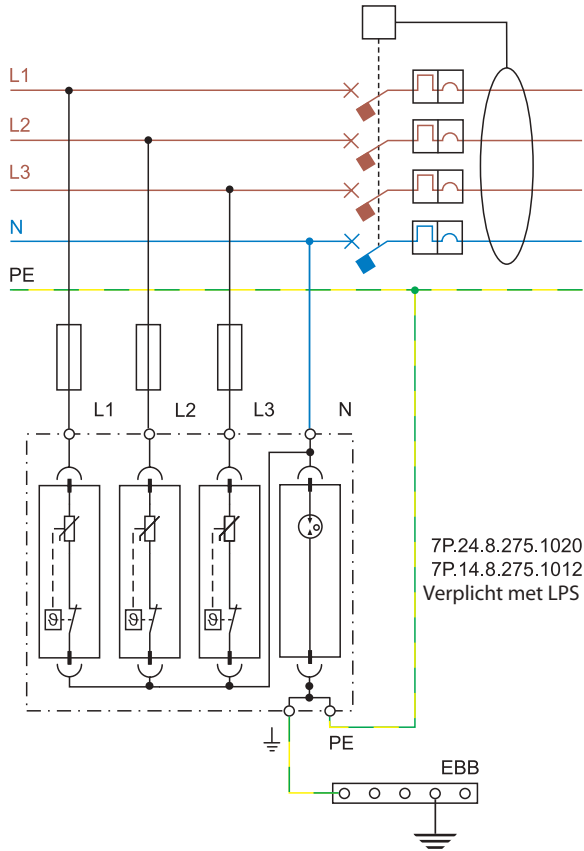 L1
L2
L3
N
PE
L1 L2 L3 N
7P.24.8.275.1020
7P.14.8.275.1012
Verplicht met LPS
ϑ ϑ ϑ
PE
EBB